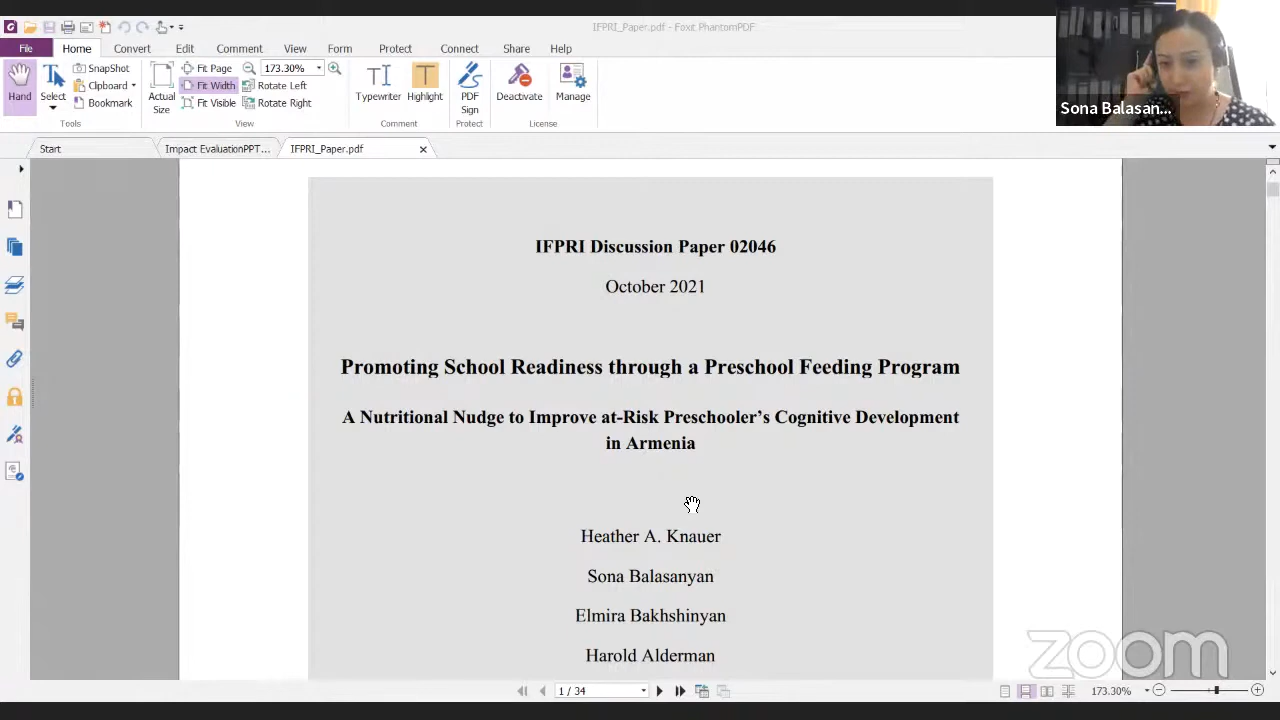 IFPRI_Paper.pdf - Foxit PhantomPDF
File Home Convert Edit Comment View Form Protect Connect Share Help
Hand
Select
SnapShot
Clipboard
Bookmark
Tools
Actual Size
Fit Page
Fit Width
Fit Visible
173.30%
Rotate Left
Rotate Right
View
Typewriter
Highlight
Comment
PDF Sign
Protect
Deactivate
Manage
License
Sona Balasan...
Start Impact EvaluationPPT... IFPRI_Paper.pdf
IFPRI Discussion Paper 02046
October 2021
Promoting School Readiness through a Preschool Feeding Program
A Nutritional Nudge to Improve at-Risk Preschooler’s Cognitive Development
in Armenia
Heather A. Knauer
Sona Balasanyan
Elmira Bakhshinyan
Harold Alderman
zoom
1 / 34
173.30%